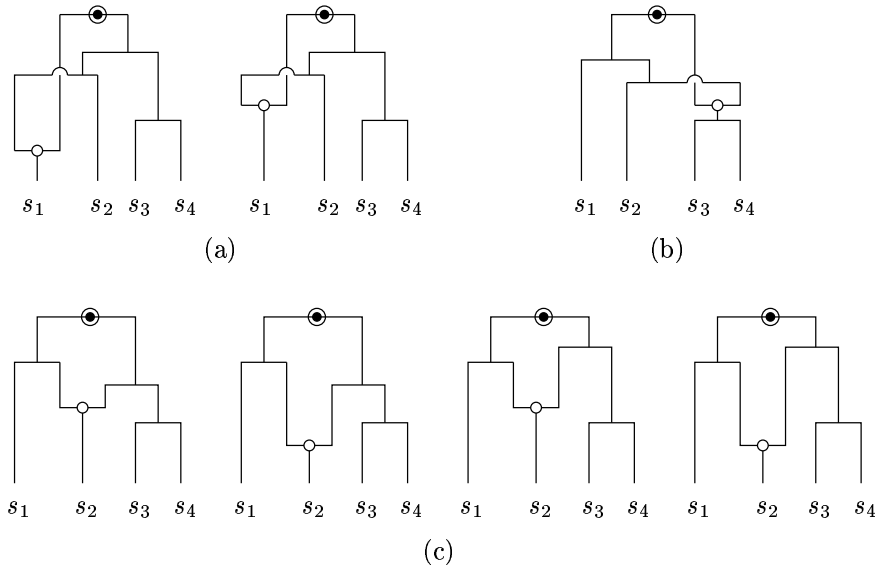 s₁ s₂ s₃ s₄ s₁ s₂ s₃ s₄ s₁ s₂ s₃ s₄
(a) (b)
s₁ s₂ s₃ s₄ s₁ s₂ s₃ s₄ s₁ s₂ s₃ s₄ s₁ s₂ s₃ s₄
(c)